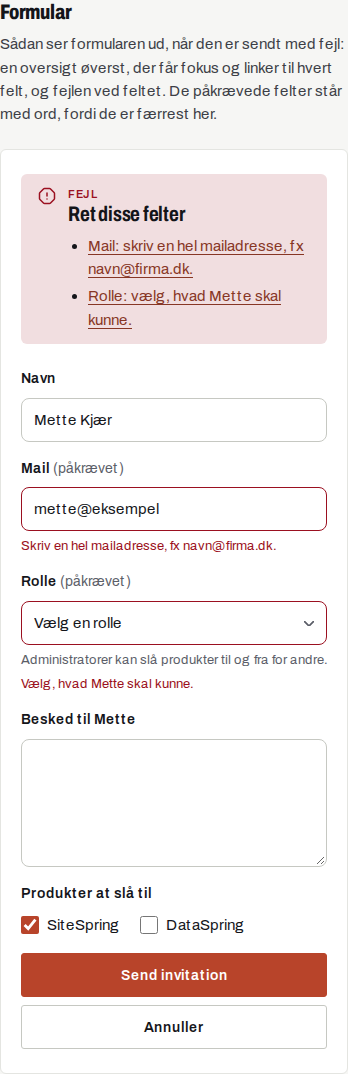 Formular
Sådan ser formularen ud, når den er sendt med fejl:
en oversigt øverst, der får fokus og linker til hvert
felt, og fejlen ved feltet. De påkrævede felter står
med ord, fordi de er færrest her.
FEJL
Ret disse felter
Mail: skriv en hel mailadresse, fx
navn@firma.dk.
Rolle: vælg, hvad Mette skal
kunne.
Navn
Mette Kjær
Mail (påkrævet)
mette@eksempel
Skriv en hel mailadresse, fx navn@firma.dk.
Rolle (påkrævet)
Vælg en rolle
Administratorer kan slå produkter til og fra for andre.
Vælg, hvad Mette skal kunne.
Besked til Mette
Produkter at slå til
SiteSpring DataSpring
Send invitation
Annuller